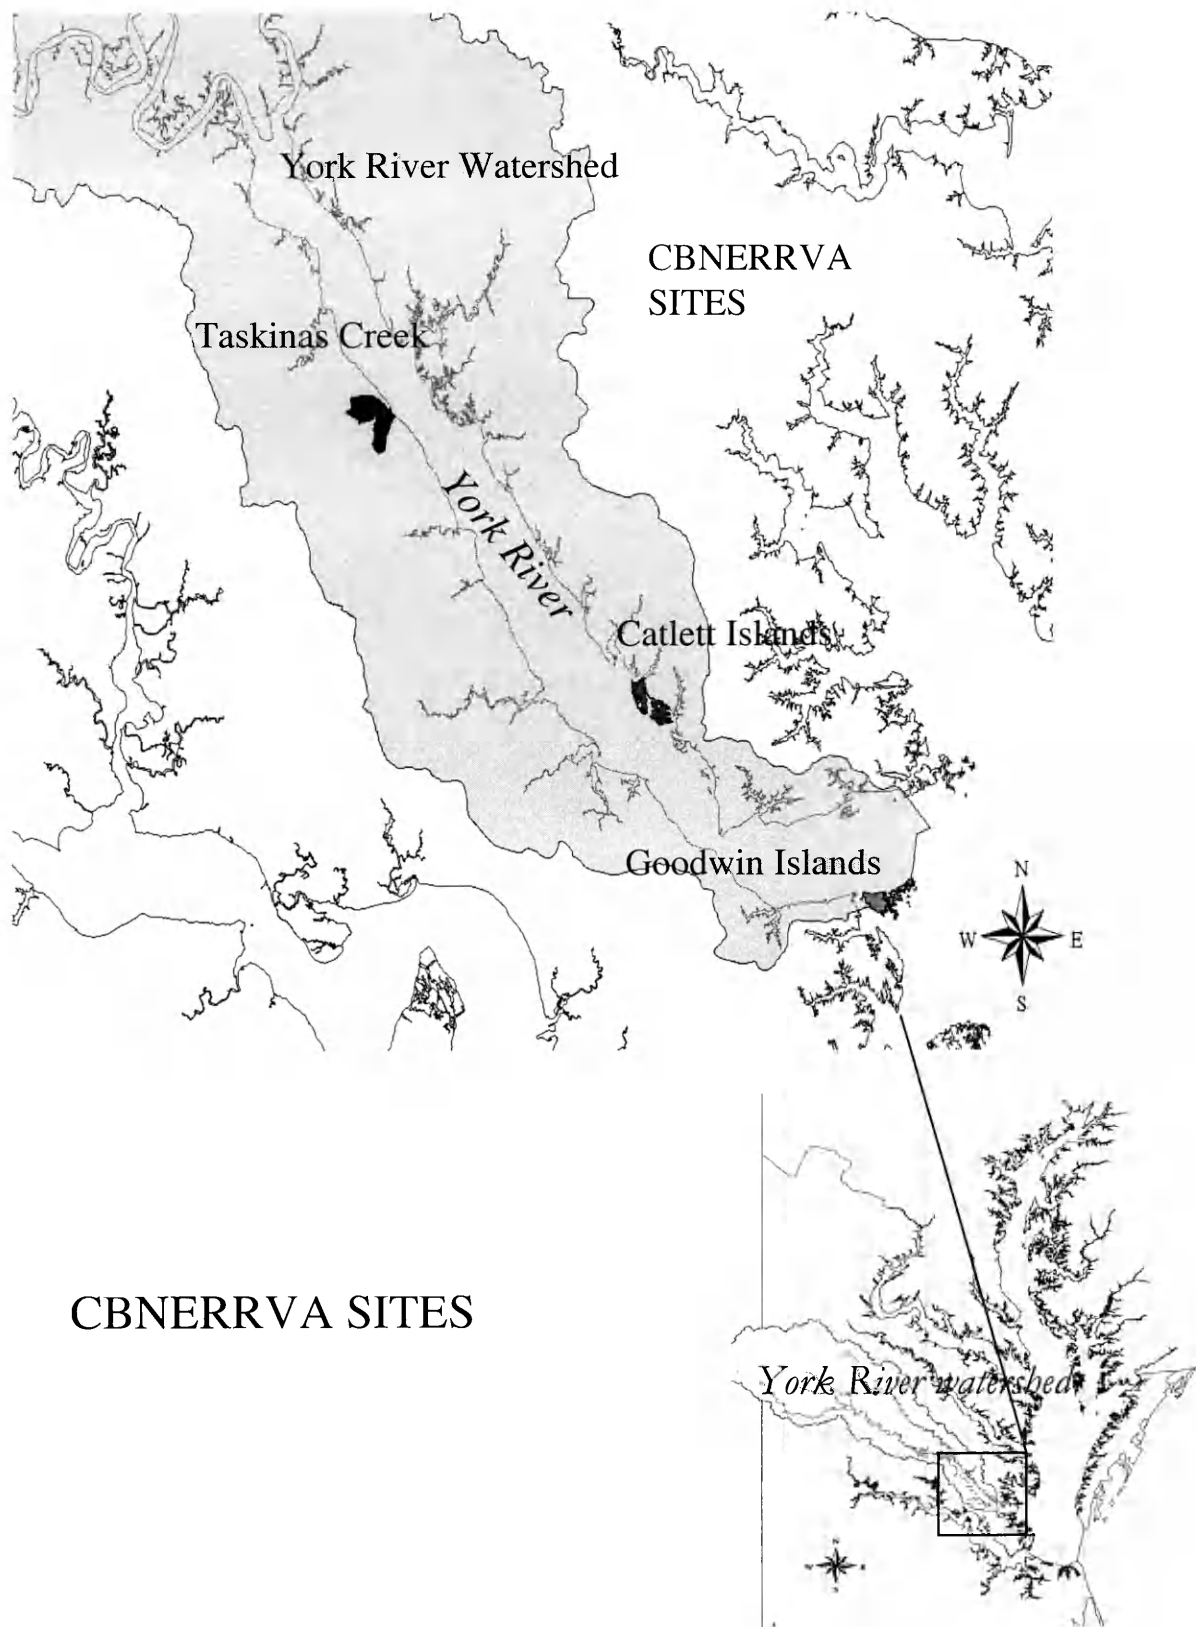 York River Watershed
CBNERRVA
SITES
Taskinas Creek
York River
Catlett Islands
Goodwin Islands
N
W E
S
CBNERRVA SITES
York River watershed
N
S